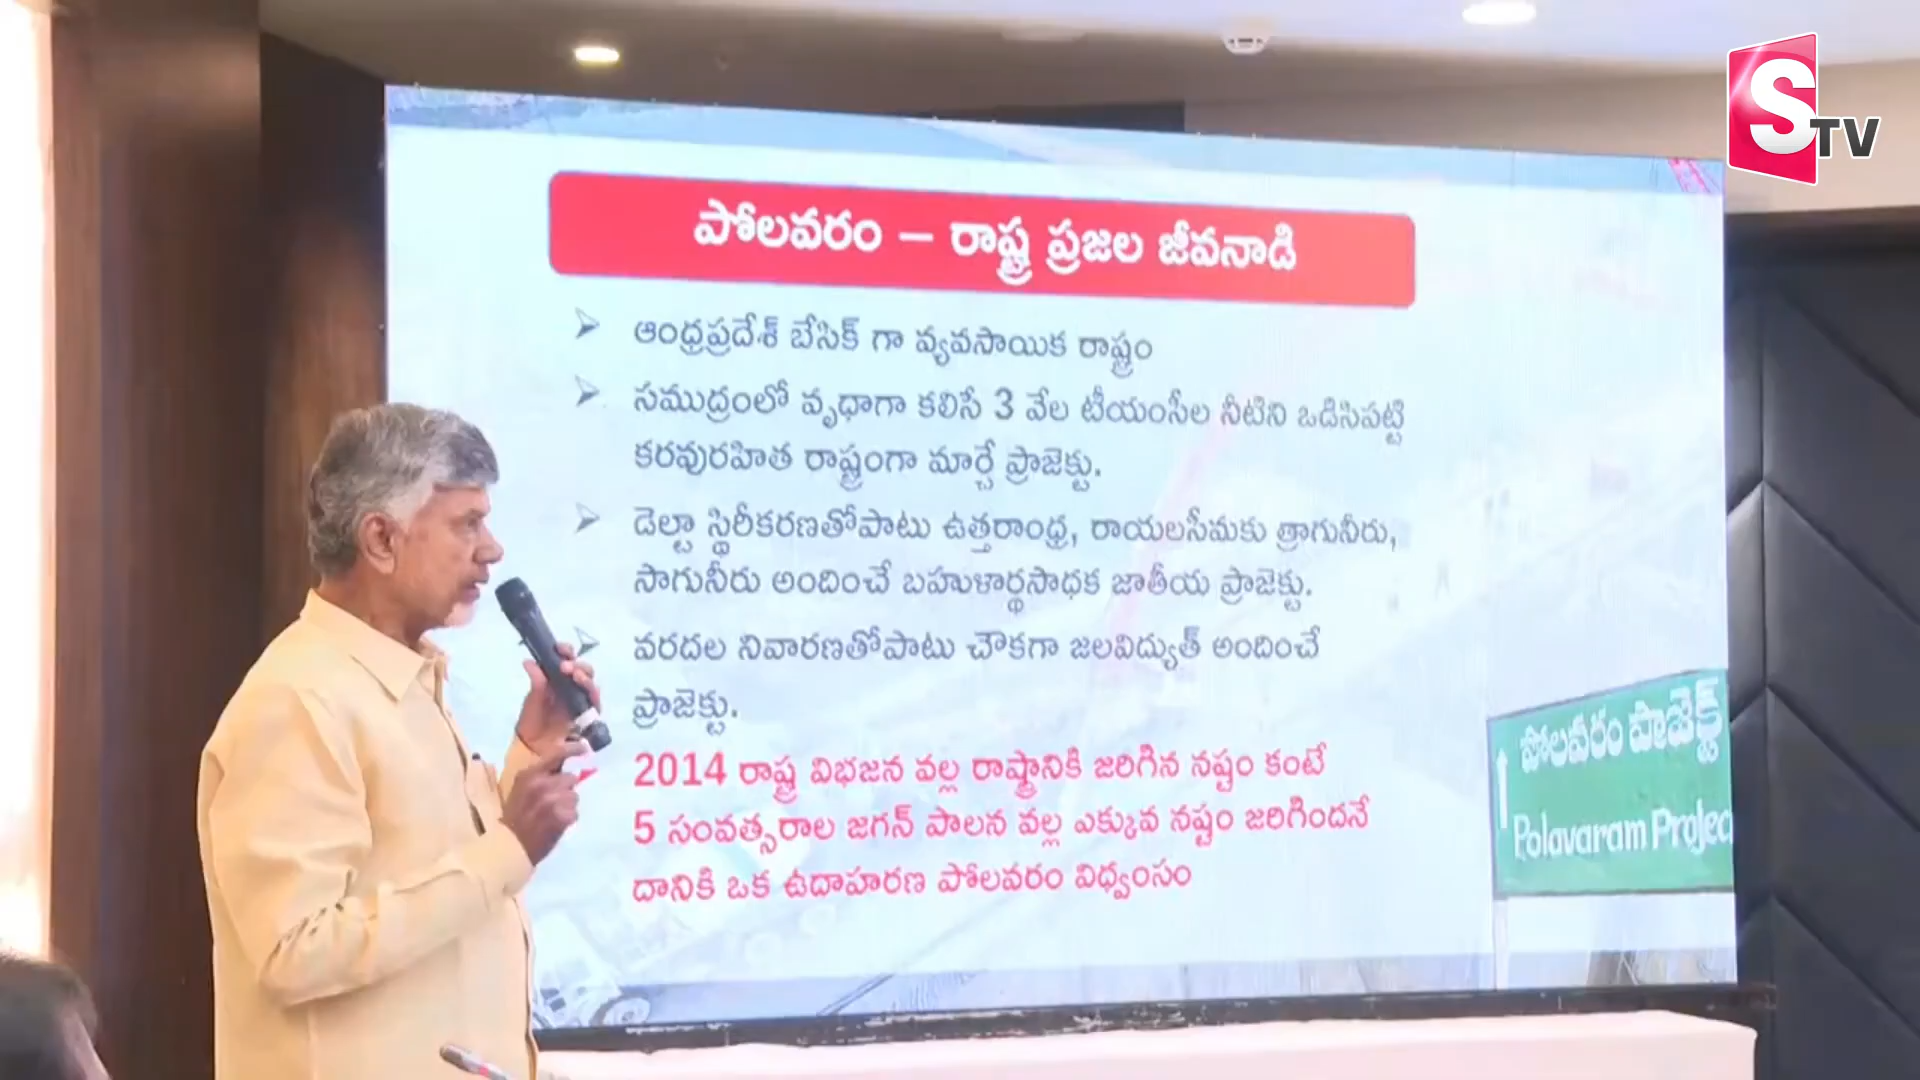 STV
పోలవరం – రాష్ట్ర ప్రజల జీవనాడి
ఆంధ్రప్రదేశ్ బేసిక్ గా వ్యవసాయిక రాష్ట్రం
సముద్రంలో వృధాగా కలిసే 3 వేల టీయంసీల నీటిని ఒడిసిపట్టి
కరవురహిత రాష్ట్రంగా మార్చే ప్రాజెక్టు.
డెల్టా స్థిరీకరణతోపాటు ఉత్తరాంధ్ర, రాయలసీమకు త్రాగునీరు,
సాగునీరు అందించే బహుళార్థసాధక జాతీయ ప్రాజెక్టు.
వరదల నివారణతోపాటు చౌకగా జలవిద్యుత్ అందించే
ప్రాజెక్టు.
2014 రాష్ట్ర విభజన వల్ల రాష్ట్రానికి జరిగిన నష్టం కంటే
5 సంవత్సరాల జగన్ పాలన వల్ల ఎక్కువ నష్టం జరిగిందనే
దానికి ఒక ఉదాహరణ పోలవరం విధ్వంసం
పోలవరం ప్రాజెక్ట్
Polavaram Projec